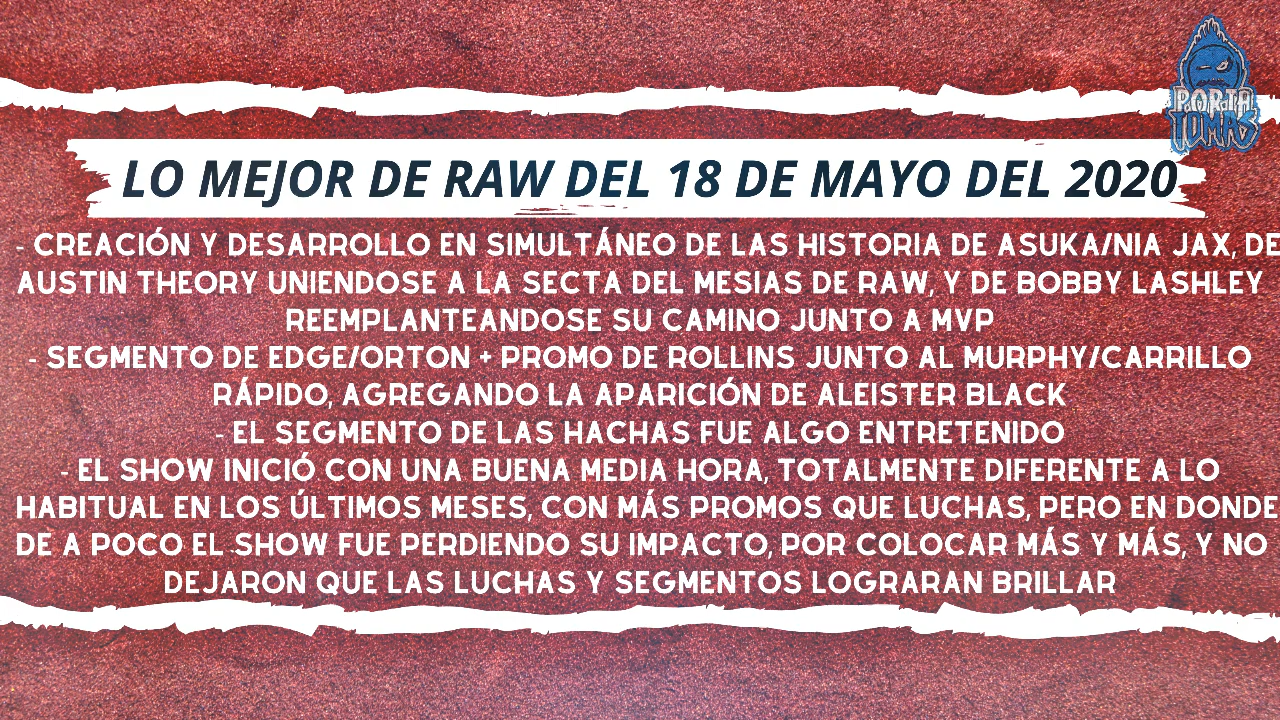 PORTA
TOMAS
LO MEJOR DE RAW DEL 18 DE MAYO DEL 2020
- CREACIÓN Y DESARROLLO EN SIMULTÁNEO DE LAS HISTORIA DE ASUKA/NIA JAX, DE
AUSTIN THEORY UNIENDOSE A LA SECTA DEL MESIAS DE RAW, Y DE BOBBY LASHLEY
REEMPLANTEANDOSE SU CAMINO JUNTO A MVP
- SEGMENTO DE EDGE/ORTON + PROMO DE ROLLINS JUNTO AL MURPHY/CARRILLO
RÁPIDO, AGREGANDO LA APARICIÓN DE ALEISTER BLACK
- EL SEGMENTO DE LAS HACHAS FUE ALGO ENTRETENIDO
- EL SHOW INICIÓ CON UNA BUENA MEDIA HORA, TOTALMENTE DIFERENTE A LO
HABITUAL EN LOS ÚLTIMOS MESES, CON MÁS PROMOS QUE LUCHAS, PERO EN DONDE
DE A POCO EL SHOW FUE PERDIENDO SU IMPACTO, POR COLOCAR MÁS Y MÁS, Y NO
DEJARON QUE LAS LUCHAS Y SEGMENTOS LOGRARAN BRILLAR